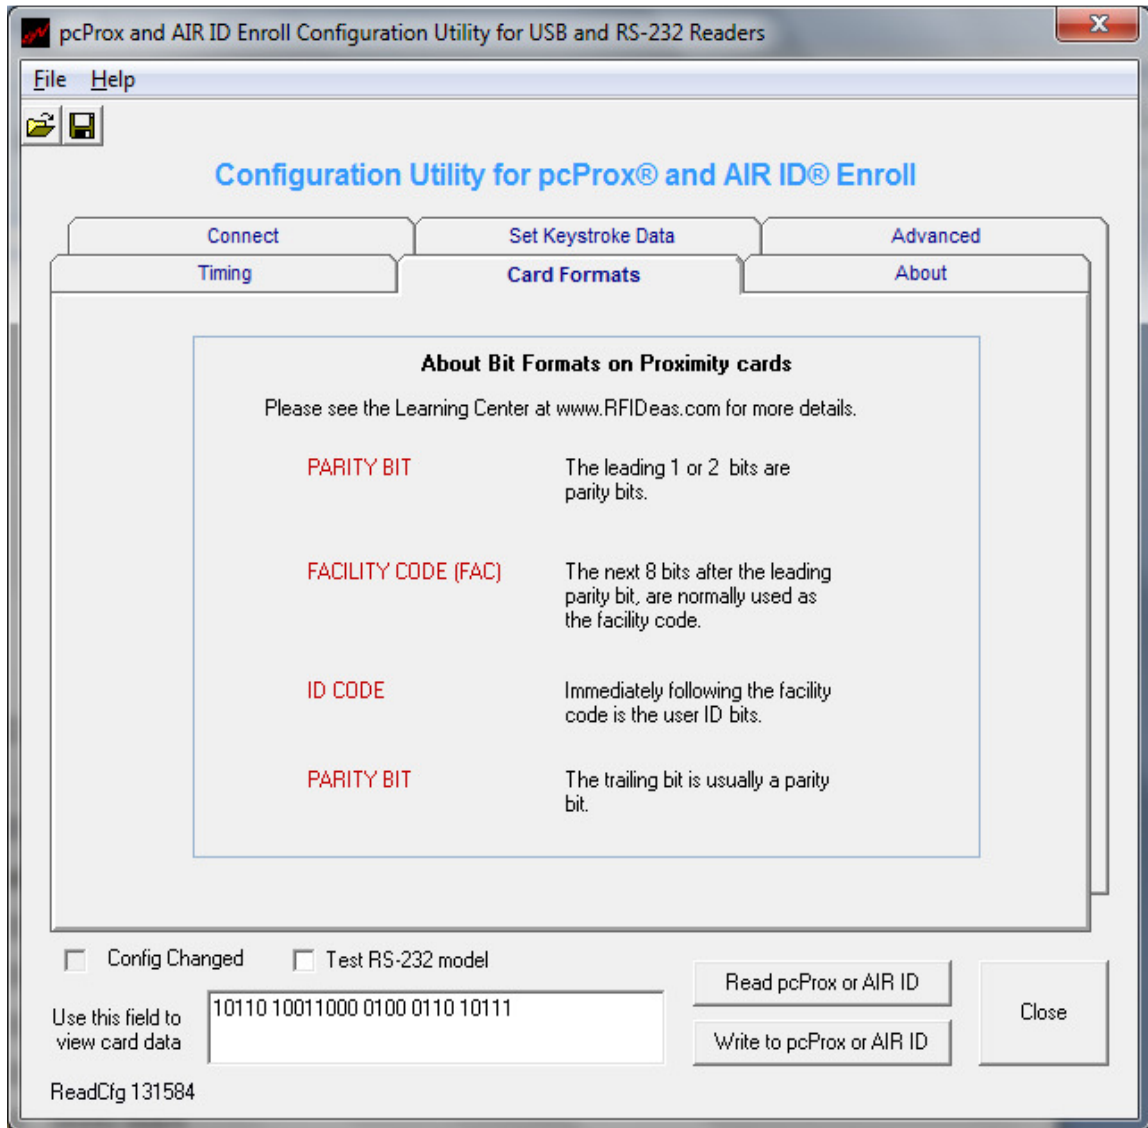 pcProx and AIR ID Enroll Configuration Utility for USB and RS-232 Readers
File Help
Configuration Utility for pcProx® and AIR ID® Enroll
Connect Set Keystroke Data Advanced
Timing Card Formats About
About Bit Formats on Proximity cards
Please see the Learning Center at www.RFIDeas.com for more details.
PARITY BIT The leading 1 or 2 bits are
parity bits.
FACILITY CODE (FAC) The next 8 bits after the leading
parity bit, are normally used as
the facility code.
ID CODE Immediately following the facility
code is the user ID bits.
PARITY BIT The trailing bit is usually a parity
bit.
Config Changed Test RS-232 model
Use this field to
view card data
10110 10011000 0100 0110 10111
Read pcProx or AIR ID
Write to pcProx or AIR ID
Close
ReadCfg 131584